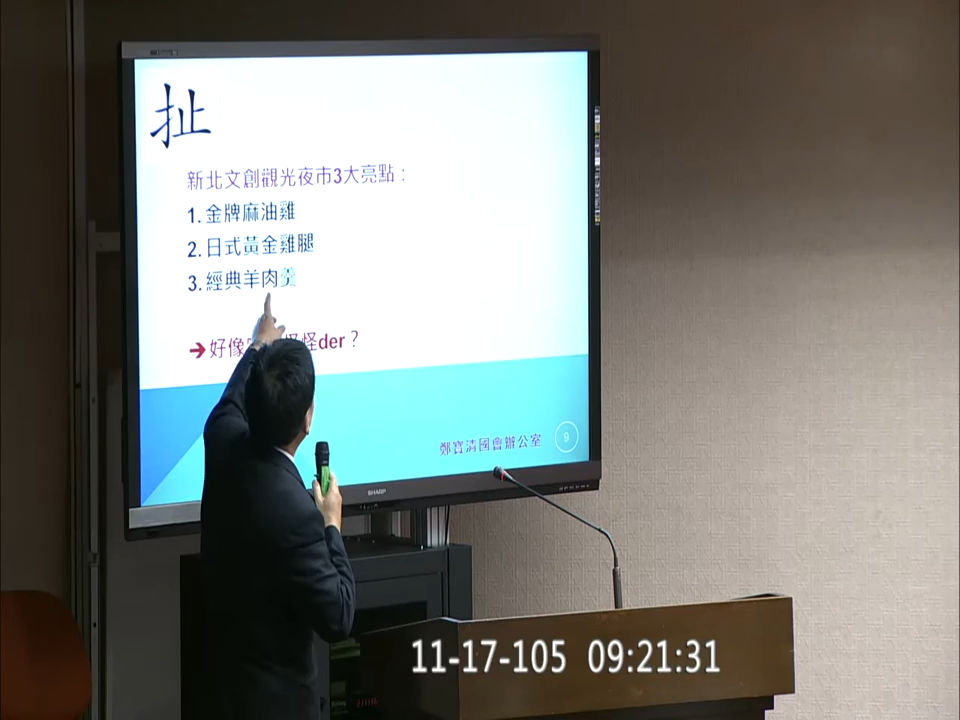 扯
新北文創觀光夜市3大亮點：
1. 金牌麻油雞
2. 日式黃金雞腿
3. 經典羊肉羹
➔好像 怪怪der？
鄭寶清國會辦公室
9
SHARP
11-17-105 09:21:31